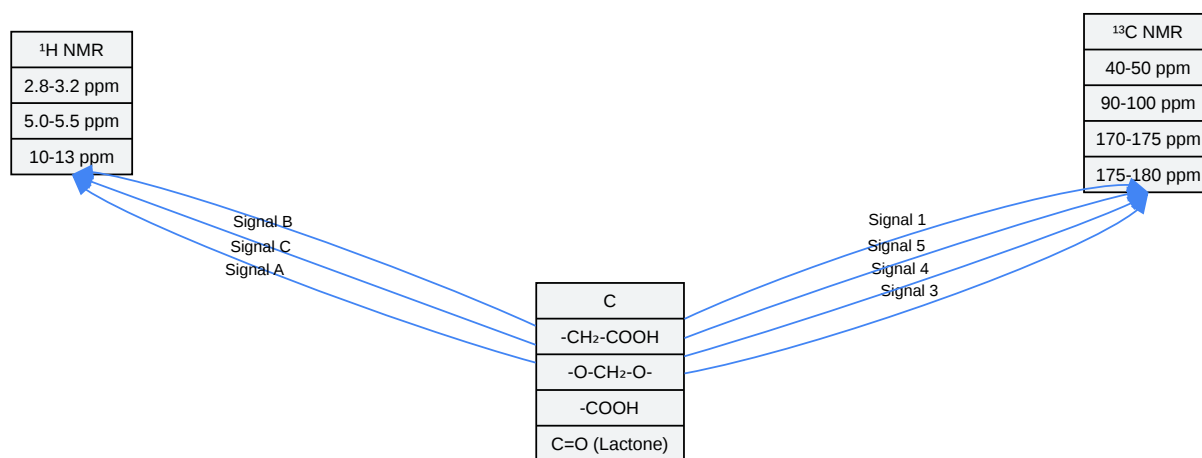 ¹H NMR
2.8-3.2 ppm
5.0-5.5 ppm
10-13 ppm
¹³C NMR
40-50 ppm
90-100 ppm
170-175 ppm
175-180 ppm
Signal B
Signal C
Signal A
Signal 1
Signal 5
Signal 4
Signal 3
C
-CH₂-COOH
-O-CH₂-O-
-COOH
C=O (Lactone)